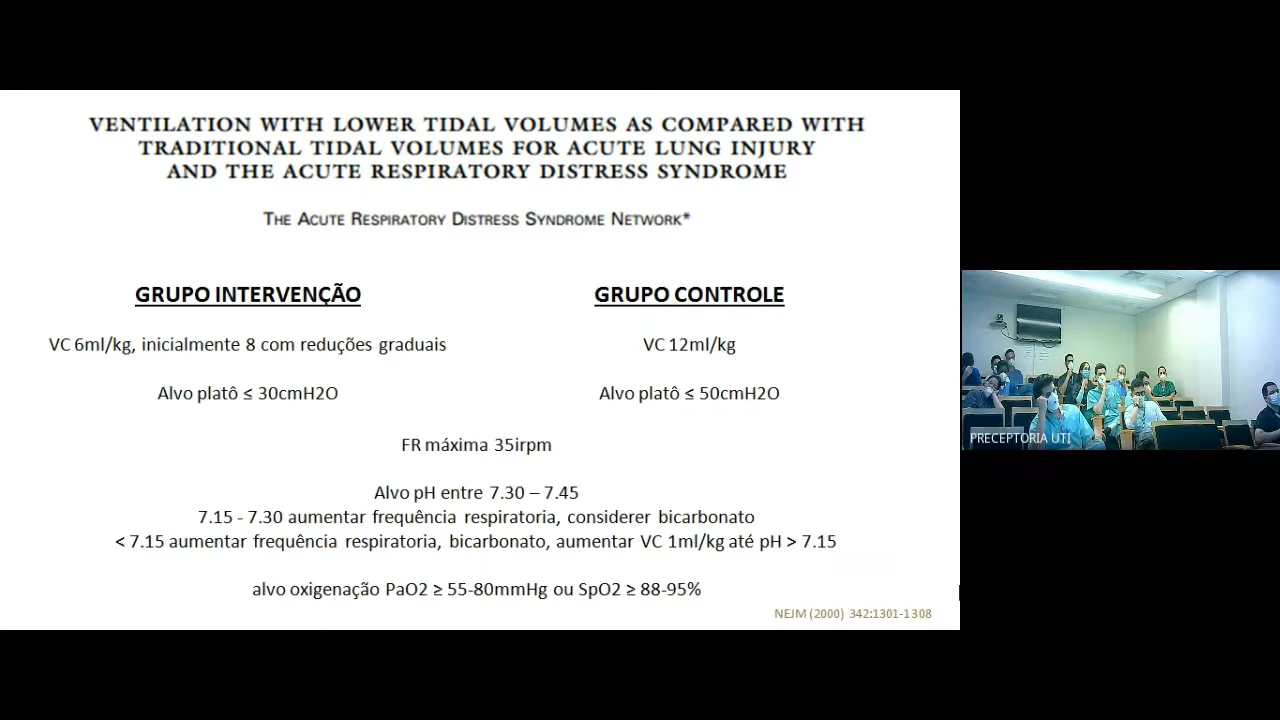 VENTILATION WITH LOWER TIDAL VOLUMES AS COMPARED WITH
TRADITIONAL TIDAL VOLUMES FOR ACUTE LUNG INJURY
AND THE ACUTE RESPIRATORY DISTRESS SYNDROME
THE ACUTE RESPIRATORY DISTRESS SYNDROME NETWORK*
GRUPO INTERVENÇÃO
VC 6ml/kg, inicialmente 8 com reduções graduais
Alvo platô ≤ 30cmH2O
GRUPO CONTROLE
VC 12ml/kg
Alvo platô ≤ 50cmH2O
FR máxima 35irpm
Alvo pH entre 7.30 – 7.45
7.15 - 7.30 aumentar frequência respiratoria, considerer bicarbonato
< 7.15 aumentar frequência respiratoria, bicarbonato, aumentar VC 1ml/kg até pH > 7.15
alvo oxigenação PaO2 ≥ 55-80mmHg ou SpO2 ≥ 88-95%
NEJM (2000) 342:1301-1308
PRECEPTORIA UTI